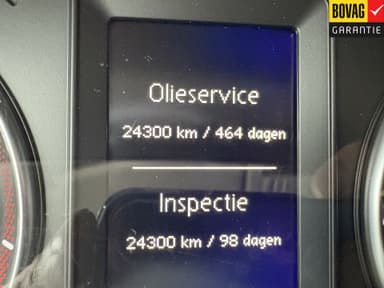 BOVAG
GARANTIE
Olieservice
24300 km / 464 dagen
Inspectie
24300 km / 98 dagen